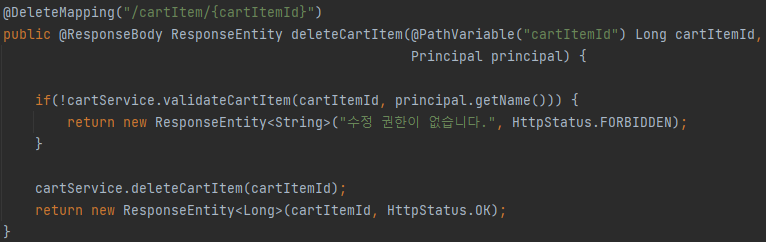 @DeleteMapping("/cartItem/{cartItemId}")
public @ResponseBody ResponseEntity deleteCartItem(@PathVariable("cartItemId") Long cartItemId,
Principal principal) {
if(!cartService.validateCartItem(cartItemId, principal.getName())) {
return new ResponseEntity<String>("수정 권한이 없습니다.", HttpStatus.FORBIDDEN);
}
cartService.deleteCartItem(cartItemId);
return new ResponseEntity<Long>(cartItemId, HttpStatus.OK);
}